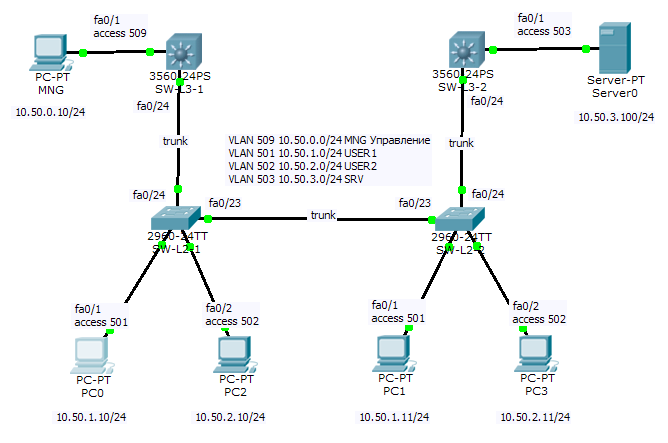 fa0/1
access 509
fa0/1
access 503
PC-PT
MNG
3560-24PS
SW-L3-1
3560-24PS
SW-L3-2
Server-PT
Server0
10.50.0.10/24
fa0/24
fa0/24
10.50.3.100/24
trunk
trunk
VLAN 509 10.50.0.0/24 MNG Управление
VLAN 501 10.50.1.0/24 USER1
VLAN 502 10.50.2.0/24 USER2
VLAN 503 10.50.3.0/24 SRV
fa0/24
fa0/23
trunk
fa0/23
fa0/24
2960-24TT
SW-L2-1
2960-24TT
SW-L2-2
fa0/1
access 501
fa0/2
access 502
fa0/1
access 501
fa0/2
access 502
PC-PT
PC0
PC-PT
PC2
PC-PT
PC1
PC-PT
PC3
10.50.1.10/24
10.50.2.10/24
10.50.1.11/24
10.50.2.11/24